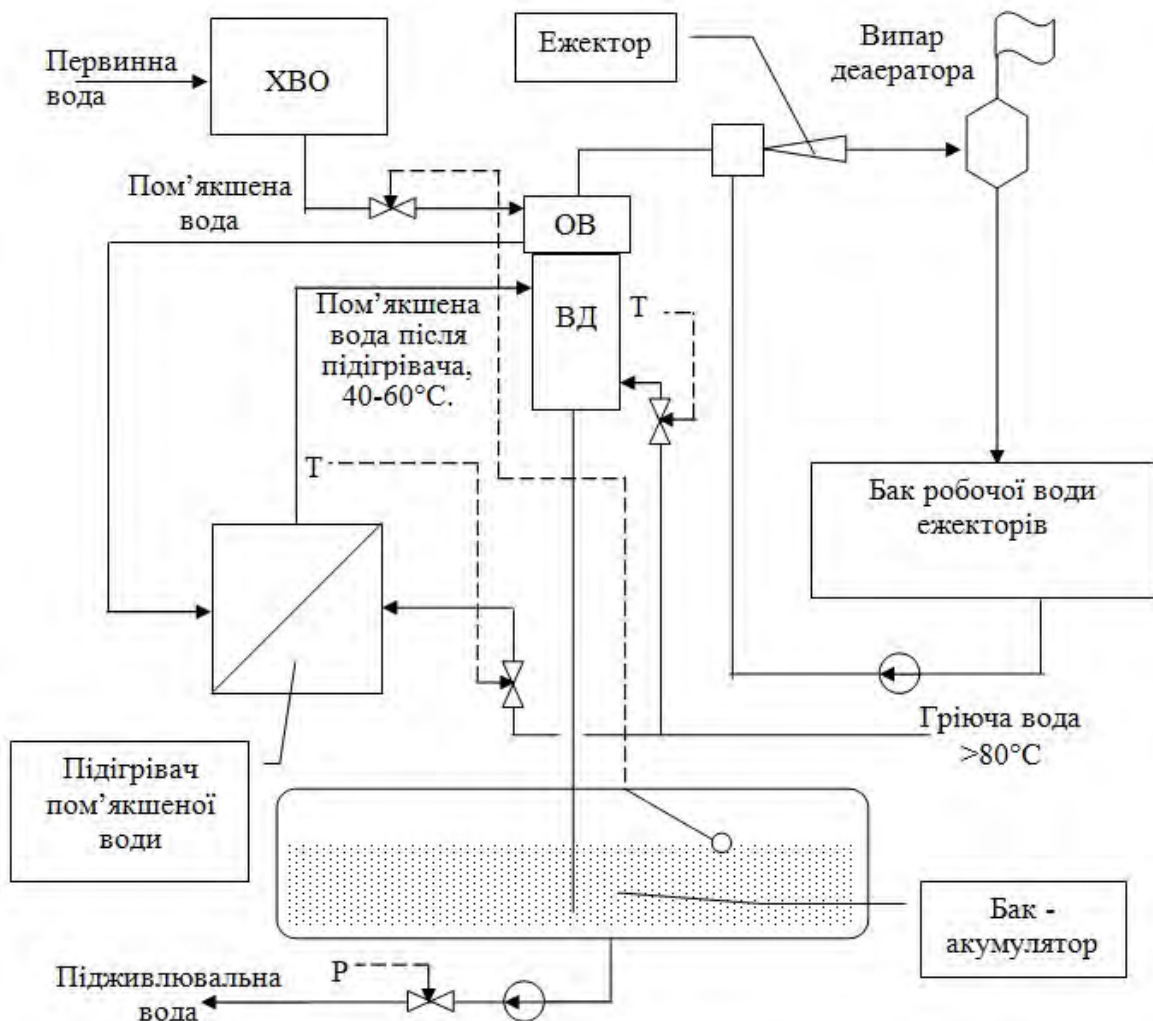 Первинна
вода
ХВО
Ежектор
Випар
деаератора
Пом’якшена
вода
ОВ
ВД
Т
Пом’якшена
вода після
підігрівача,
40-60°С.
Т
Бак робочої води
ежекторів
Гріюча вода
>80°С
Підігрівач
пом’якшеної
води
Бак -
акумулятор
Р
Підживлювальна
вода